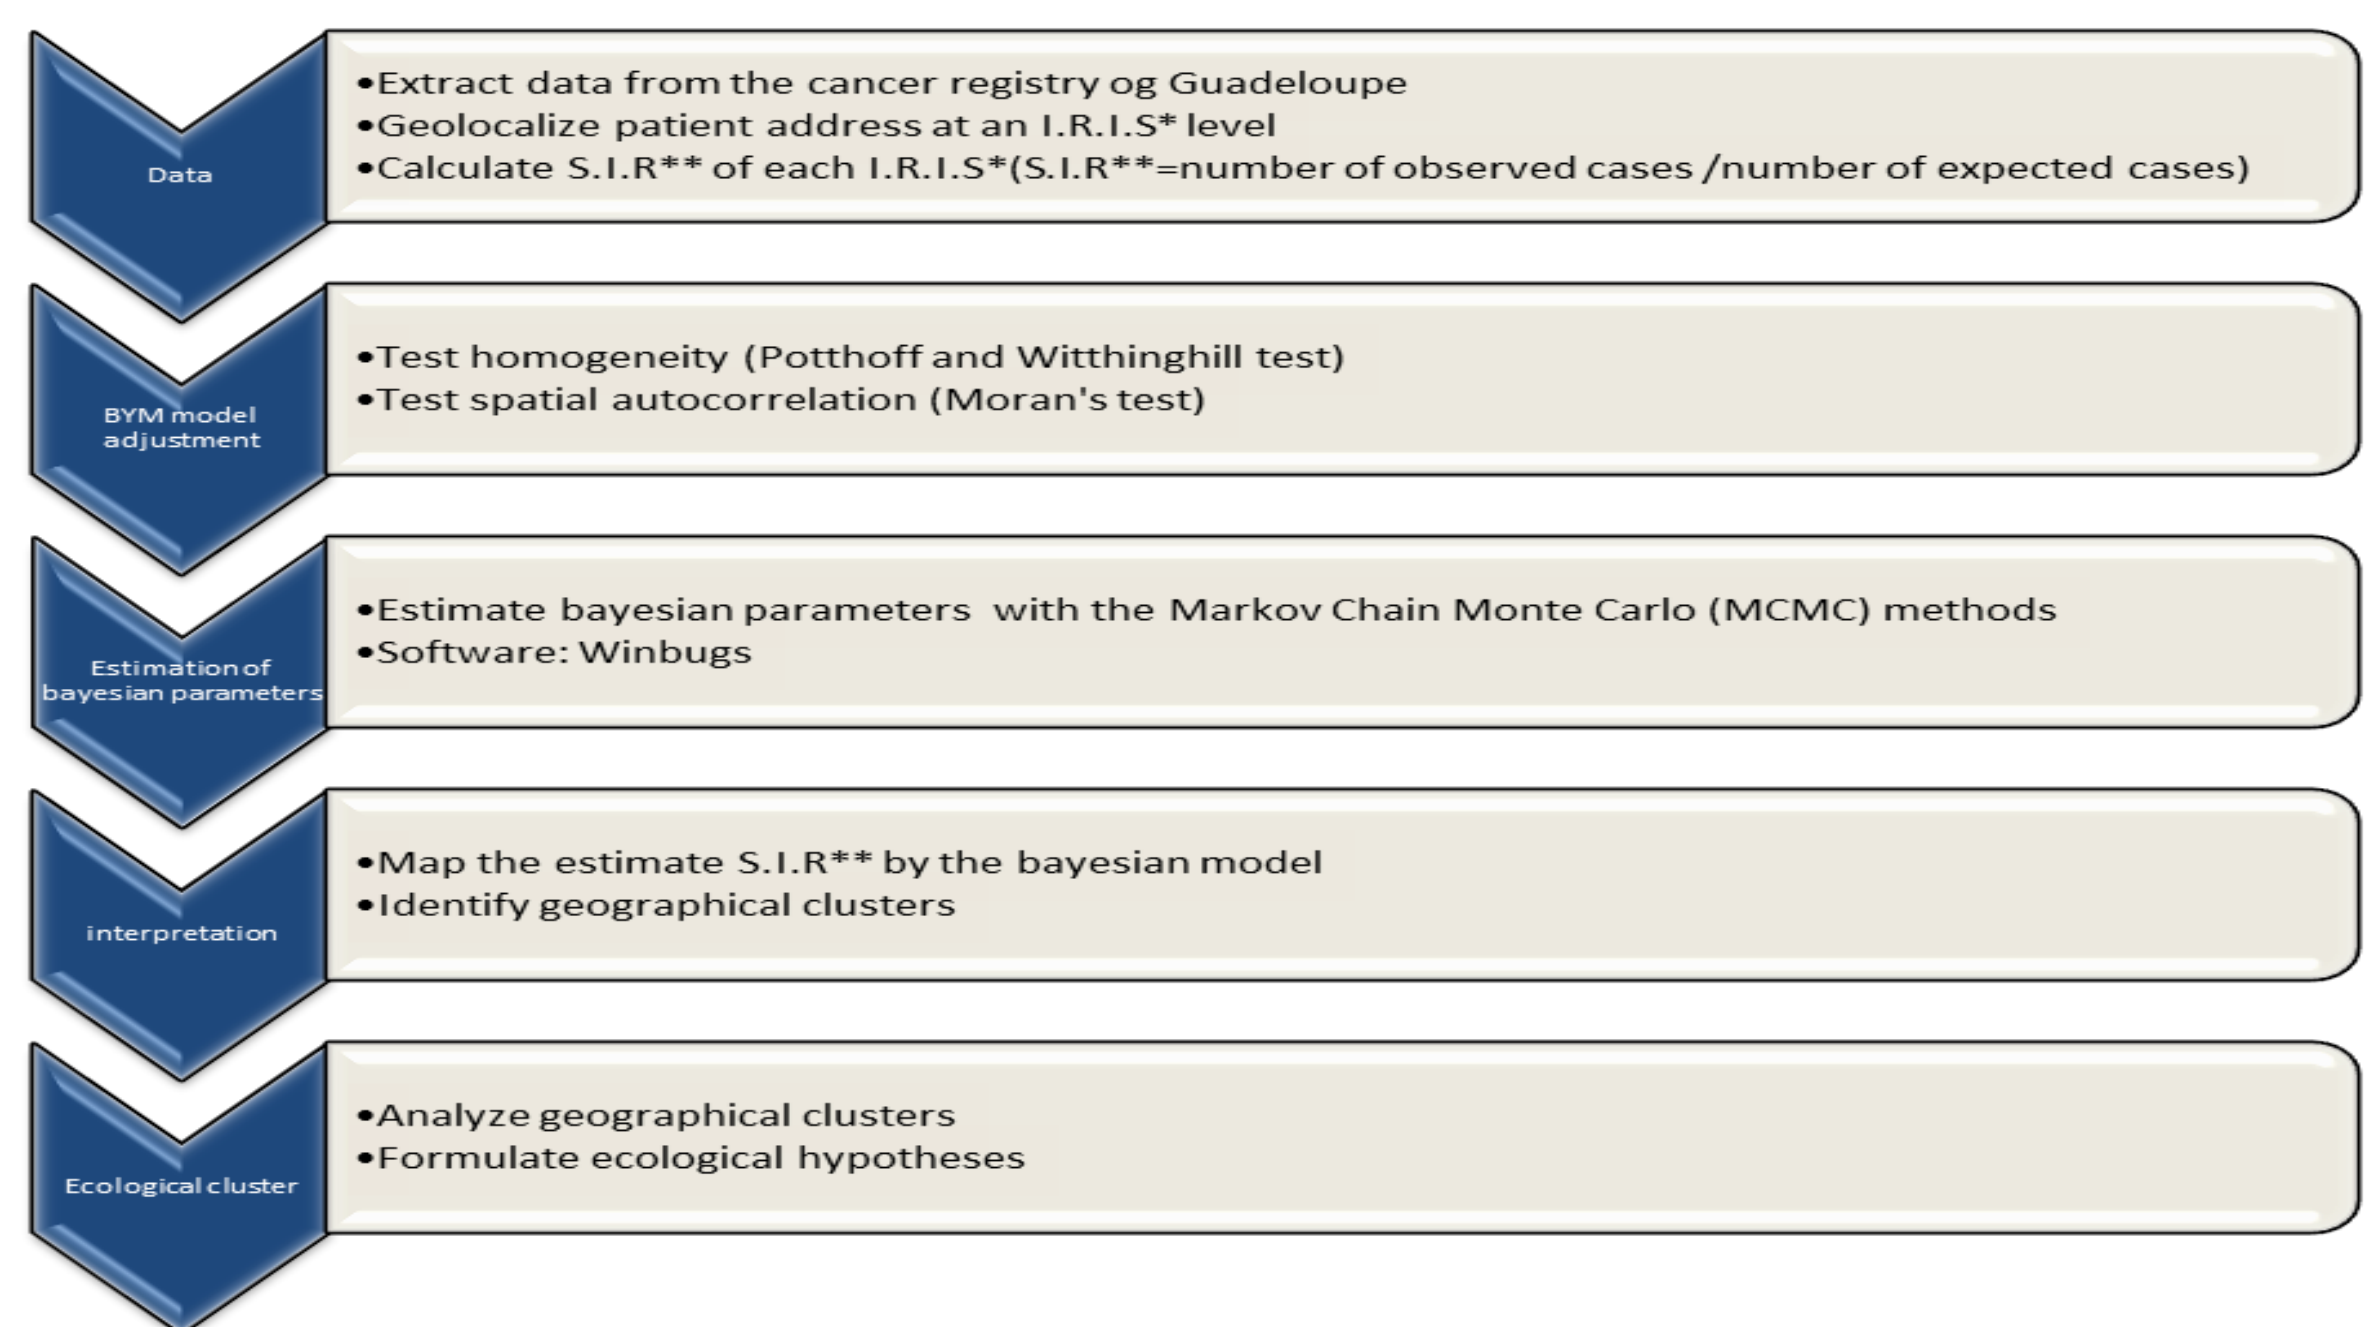 Data
•Extract data from the cancer registry og Guadeloupe
•Geolocalize patient address at an I.R.I.S* level
•Calculate S.I.R** of each I.R.I.S*(S.I.R**=number of observed cases /number of expected cases)
BYM model
adjustment
•Test homogeneity (Potthoff and Witthinghill test)
•Test spatial autocorrelation (Moran's test)
Estimation of
bayesian parameters
•Estimate bayesian parameters with the Markov Chain Monte Carlo (MCMC) methods
•Software: Winbugs
interpretation
•Map the estimate S.I.R** by the bayesian model
•Identify geographical clusters
Ecological cluster
•Analyze geographical clusters
•Formulate ecological hypotheses